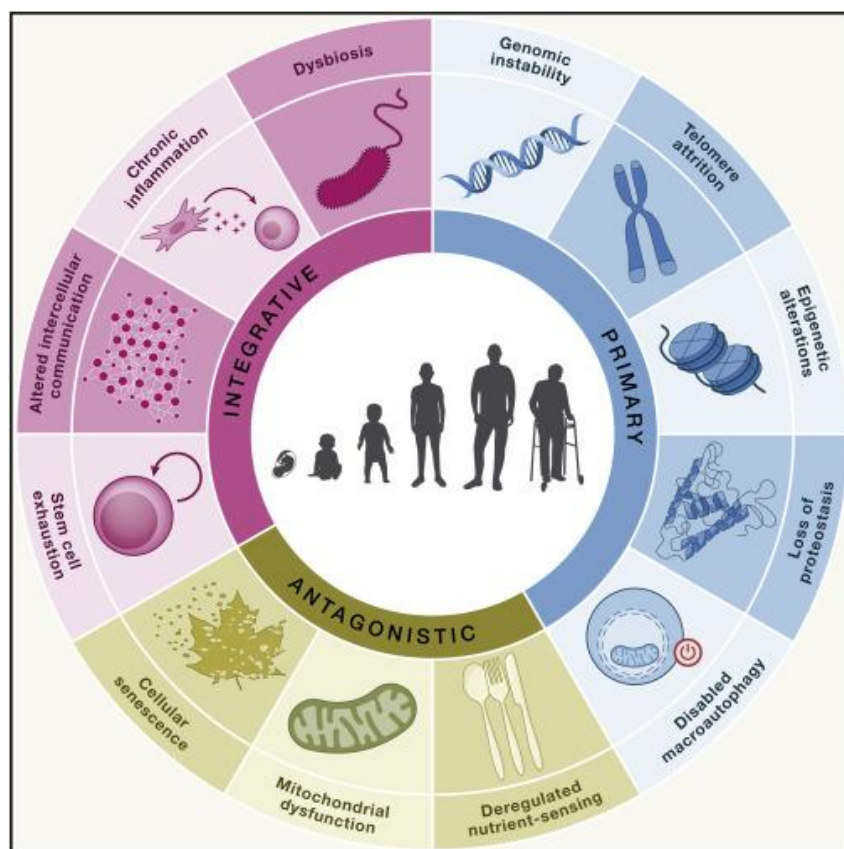 Genomic
instability
Telomere
attrition
Epigenetic
alterations
Loss of
proteostasis
Disabled
macroautophagy
Deregulated
nutrient-sensing
Mitochondrial
dysfunction
Cellular
senescence
Stem cell
exhaustion
Altered intercellular
communication
Chronic
inflammation
Dysbiosis
PRIMARY
ANTAGONISTIC
INTEGRATIVE